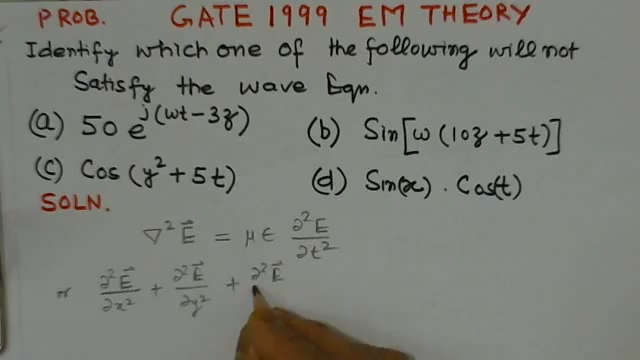 PROB. GATE 1999 EM THEORY
Identify which one of the following will not
Satisfy the wave Eqn.
(a) 50 e^j(ωt - 3z) (b) Sin[ω(10z + 5t)]
(c) Cos(y² + 5t) (d) Sin(x) . Cos(t)
SOLN.
∇² E⃗ = μ∈ ∂²E/∂t²
or ∂²E⃗/∂x² + ∂²E⃗/∂y² + ∂²E⃗